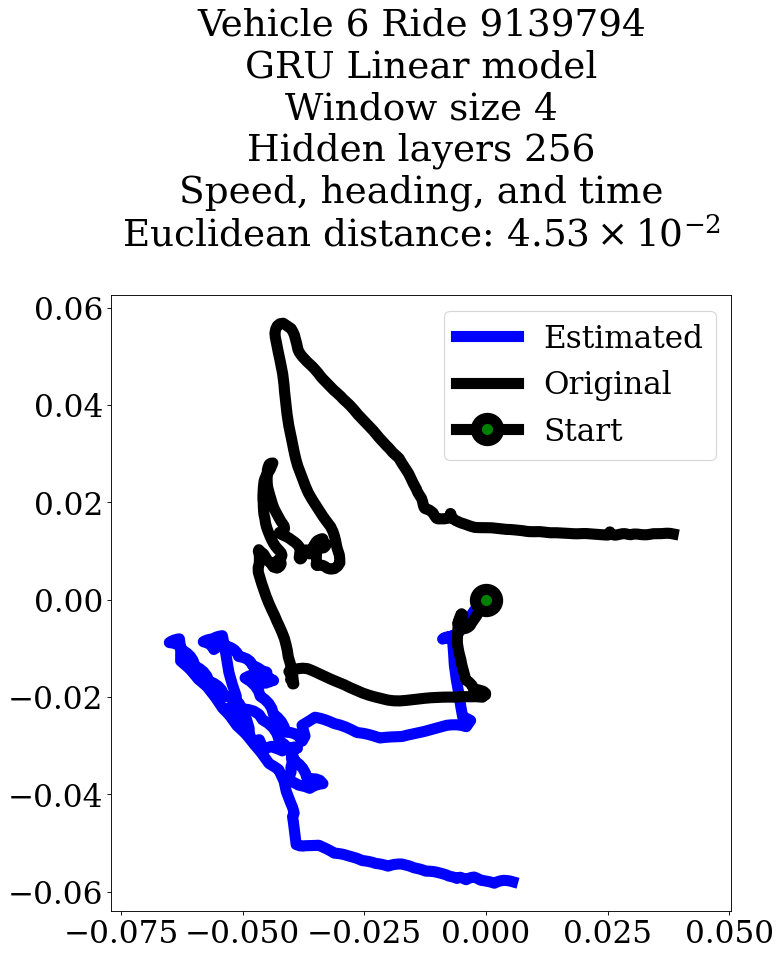 Vehicle 6 Ride 9139794
GRU Linear model
Window size 4
Hidden layers 256
Speed, heading, and time
Euclidean distance: 4.53 × 10⁻²
Estimated
Original
Start
0.06
0.04
0.02
0.00
−0.02
−0.04
−0.06
−0.075 −0.050 −0.025 0.000 0.025 0.050